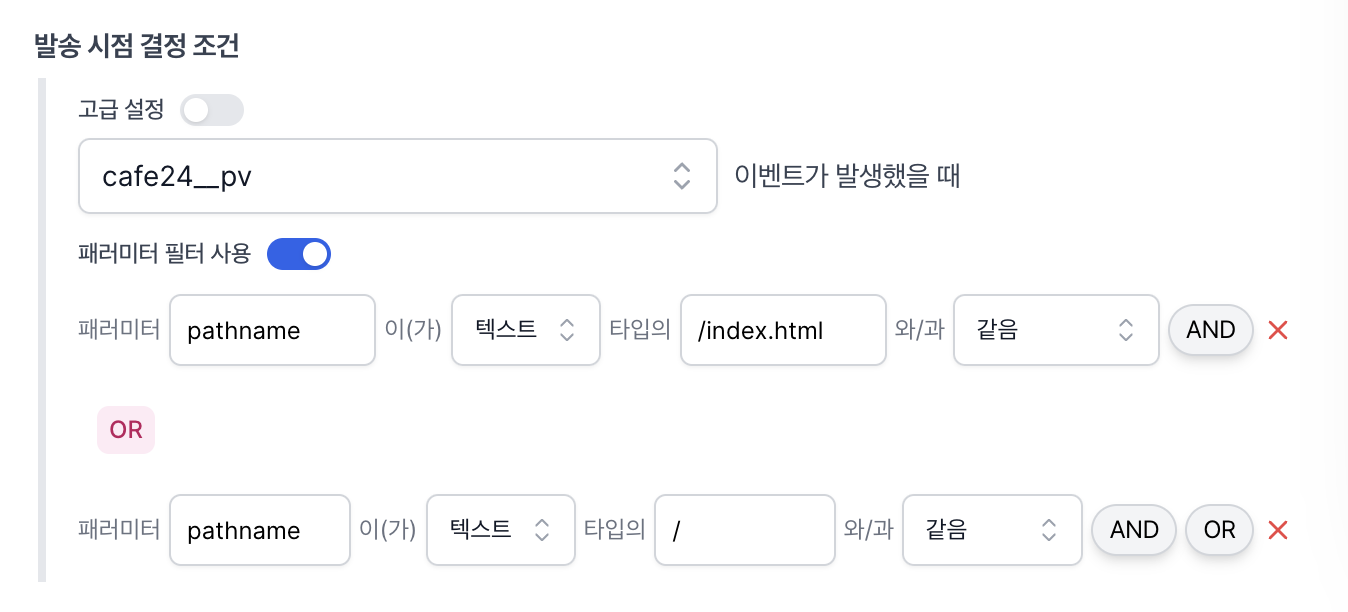 발송 시점 결정 조건
고급 설정
cafe24__pv 이벤트가 발생했을 때
패러미터 필터 사용
패러미터 pathname 이(가) 텍스트 타입의 /index.html 와/과 같음 AND
OR
패러미터 pathname 이(가) 텍스트 타입의 / 와/과 같음 AND OR